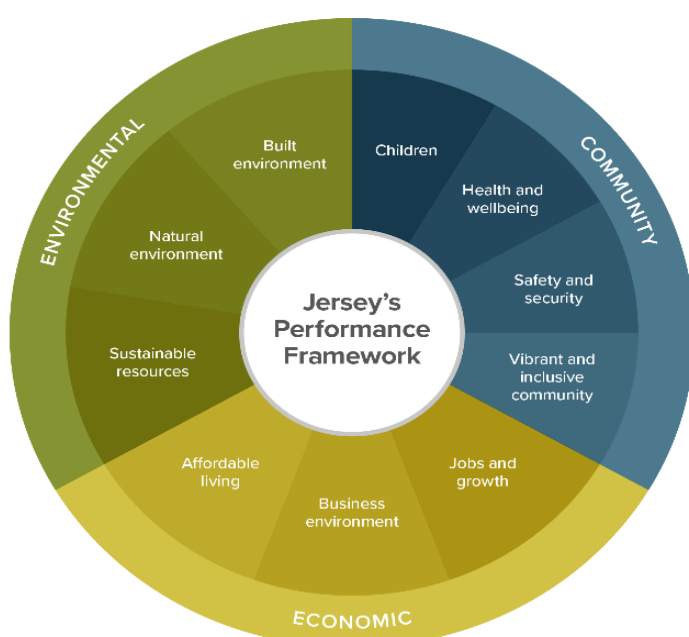 Jersey's
Performance
Framework
COMMUNITY
Children
Health and
wellbeing
Safety and
security
Vibrant and
inclusive
community
ECONOMIC
Jobs and
growth
Business
environment
Affordable
living
ENVIRONMENTAL
Sustainable
resources
Natural
environment
Built
environment